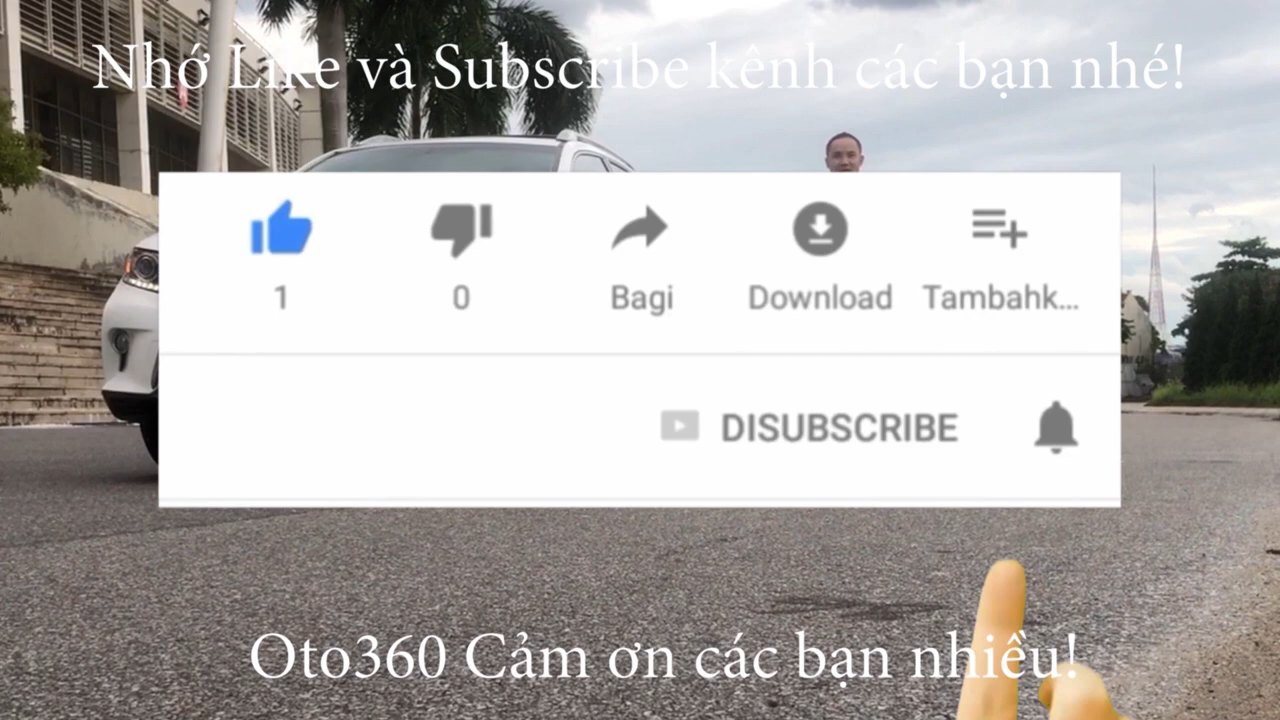 Nhớ Like và Subscribe kênh các bạn nhé!
1 0 Bagi Download Tambahk...
DISUBSCRIBE
Oto360 Cảm ơn các bạn nhiều!